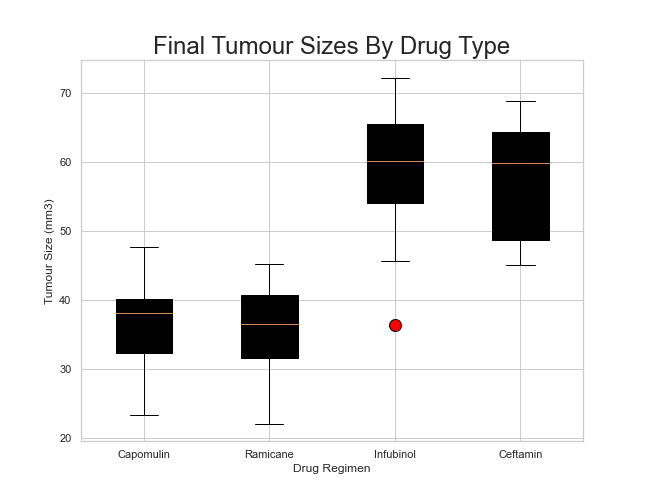 Final Tumour Sizes By Drug Type
Tumour Size (mm3)
70
60
50
40
30
20
Capomulin Ramicane Infubinol Ceftamin
Drug Regimen